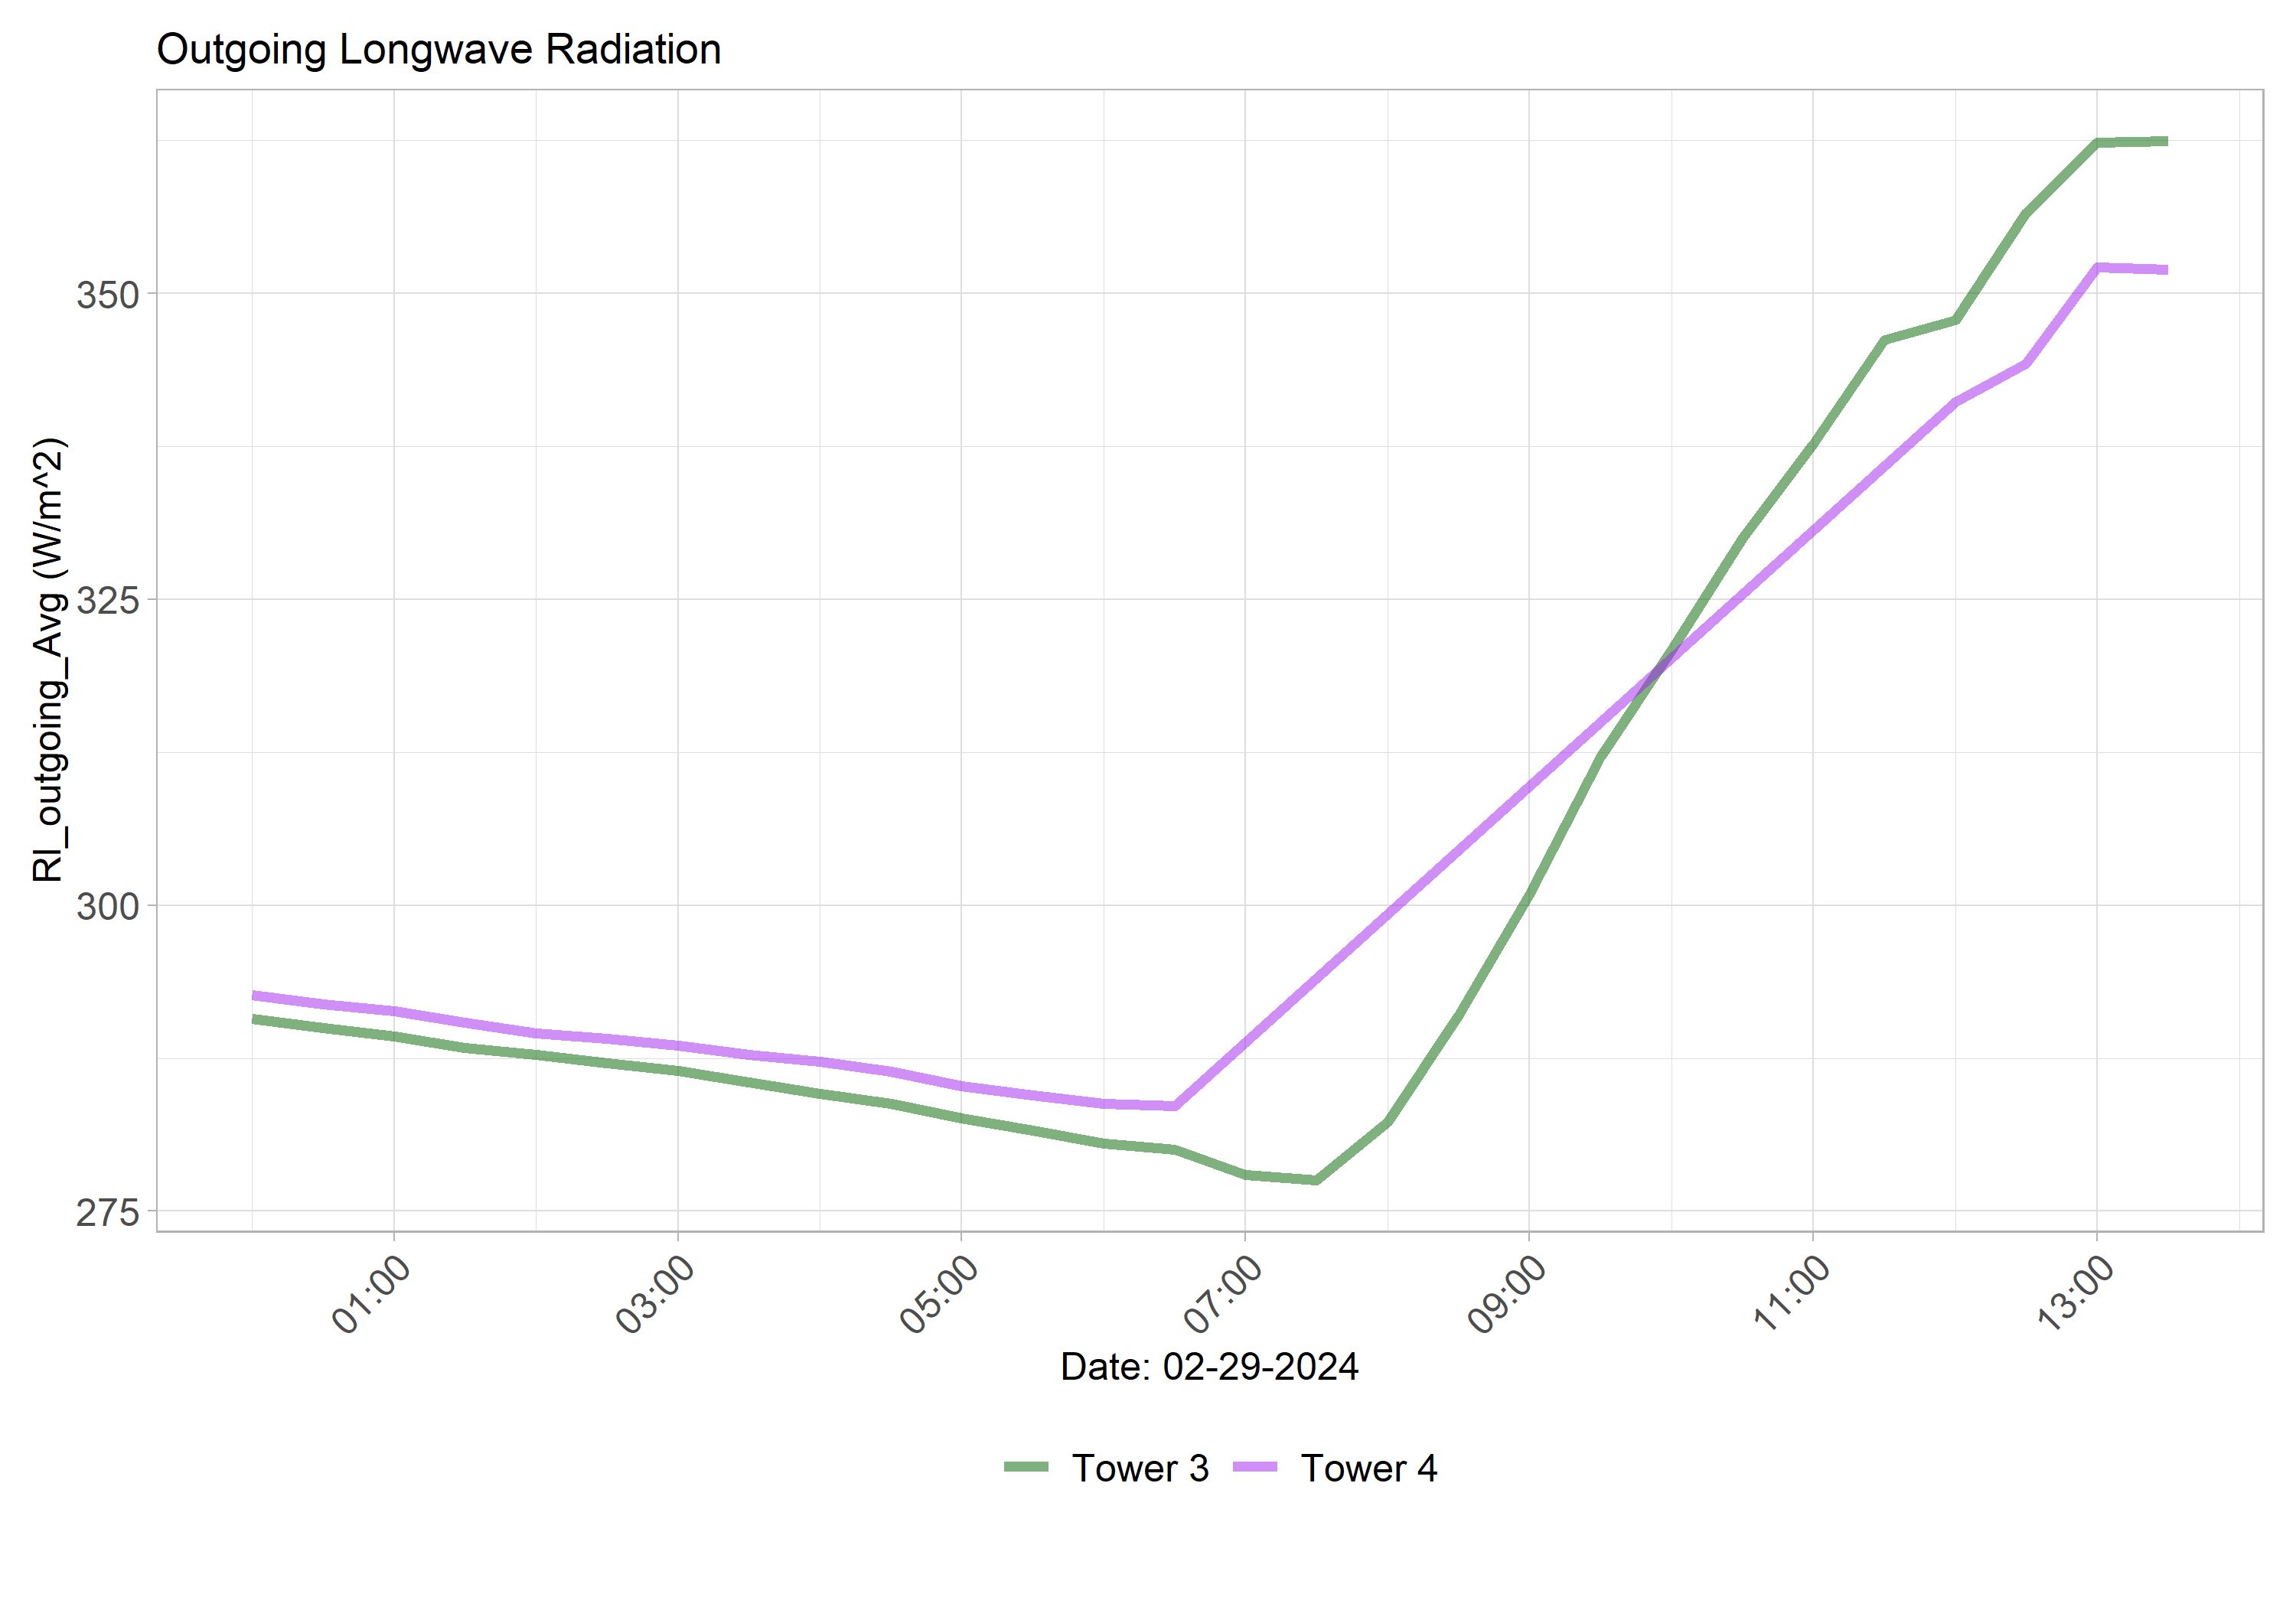 Outgoing Longwave Radiation
Rl_outgoing_Avg (W/m^2)
350
325
300
275
01:00
03:00
05:00
07:00
09:00
11:00
13:00
Date: 02-29-2024
Tower 3
Tower 4